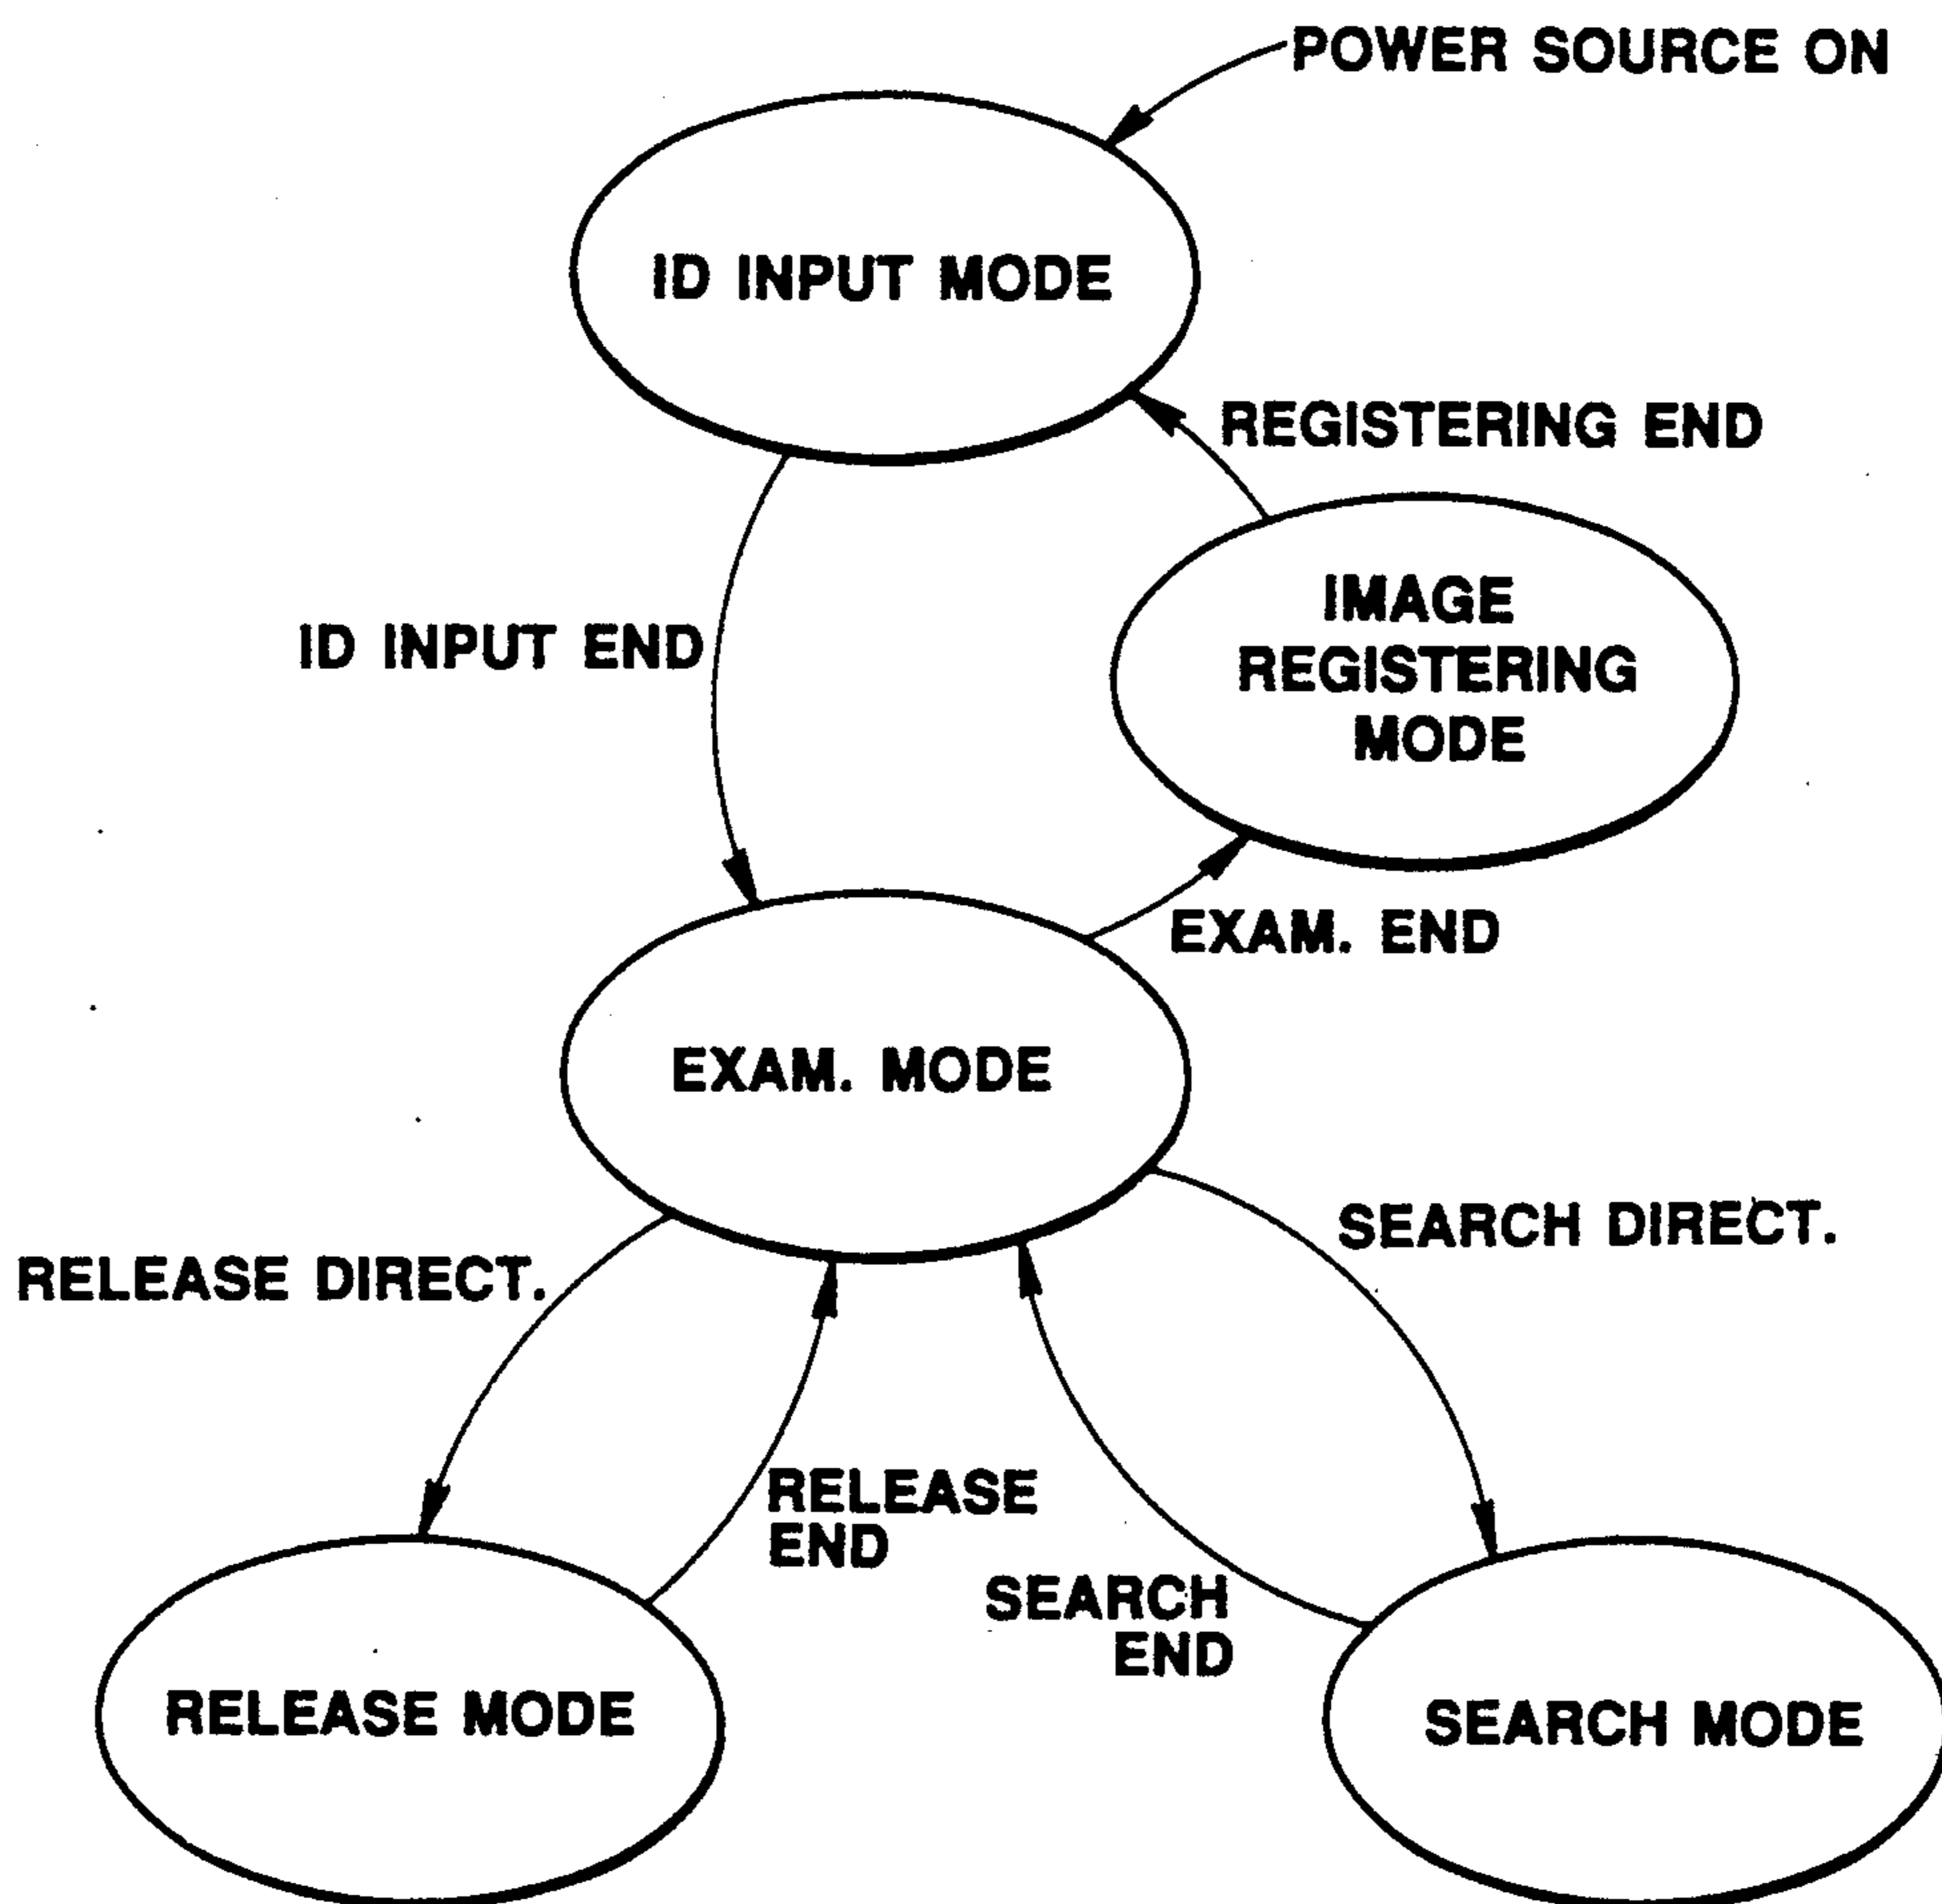 POWER SOURCE ON
ID INPUT MODE
REGISTERING END
IMAGE
REGISTERING
MODE
ID INPUT END
EXAM. END
EXAM. MODE
SEARCH DIRECT.
RELEASE DIRECT.
RELEASE
END
SEARCH
END
RELEASE MODE
SEARCH MODE